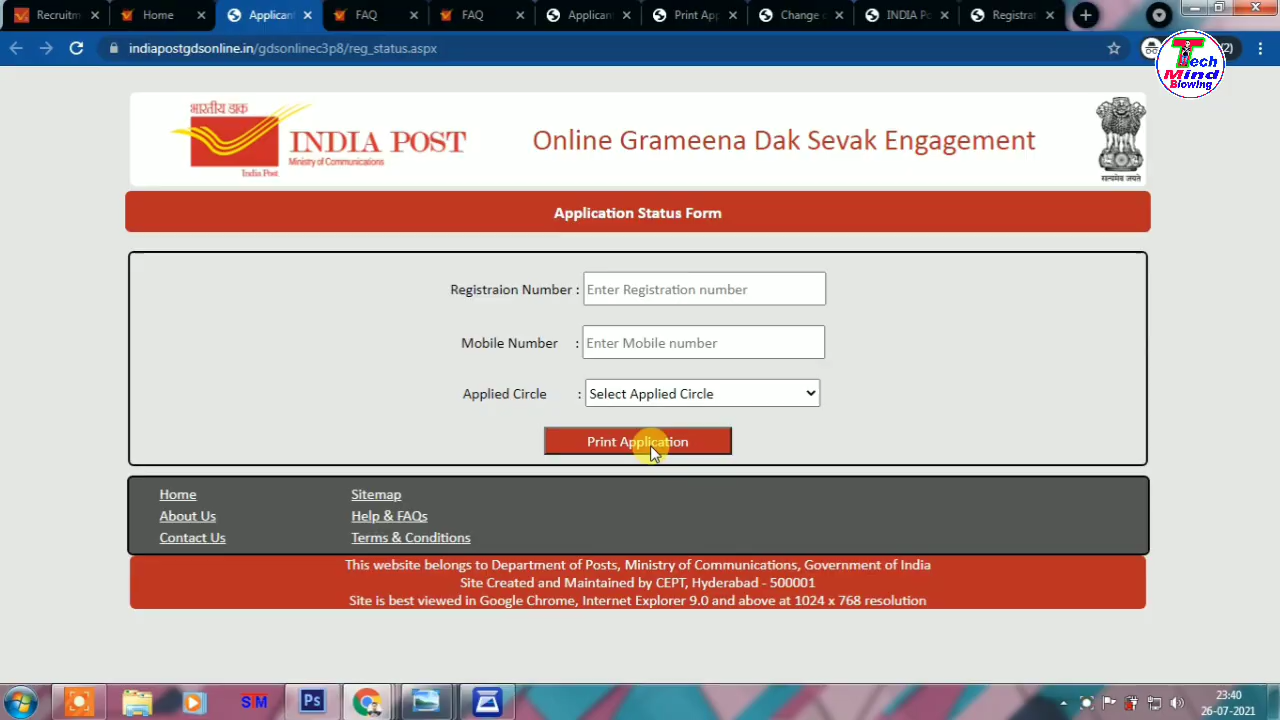 Recruitm
Home
Applican
FAQ
FAQ
Applican
Print Ap
Change o
INDIA Po
Registra
indiapostgdsonline.in/gdsonlinec3p8/reg_status.aspx
(2)
Tech
Mind
Blowing
भारतीय डाक
INDIA POST
Ministry of Communications
India Post
Online Grameena Dak Sevak Engagement
सत्यमेव जयते
Application Status Form
Registraion Number : Enter Registration number
Mobile Number : Enter Mobile number
Applied Circle : Select Applied Circle
Print Application
Home Sitemap
About Us Help & FAQs
Contact Us Terms & Conditions
This website belongs to Department of Posts, Ministry of Communications, Government of India
Site Created and Maintained by CEPT, Hyderabad - 500001
Site is best viewed in Google Chrome, Internet Explorer 9.0 and above at 1024 x 768 resolution
STM
Ps
23:40
26-07-2021